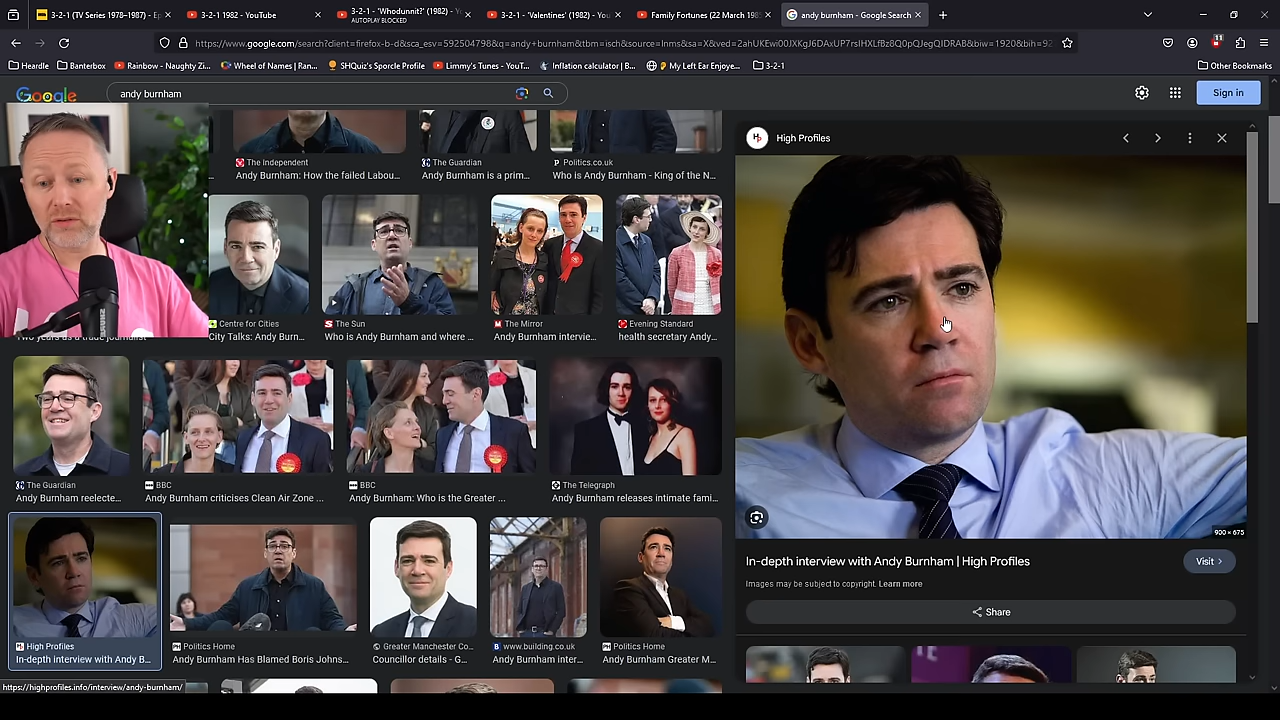 3-2-1 (TV Series 1978–1987) - Ep
3-2-1 1982 - YouTube
3-2-1 - 'Whodunnit?' (1982) - Yo
AUTOPLAY BLOCKED
3-2-1 - 'Valentines' (1982) - You
Family Fortunes (22 March 198
andy burnham - Google Search
https://www.google.com/search?client=firefox-b-d&sca_esv=592504798&q=andy+burnham&tbm=isch&source=lnms&sa=X&ved=2ahUKEwi00JXKgJ6DAxUP7rsIHXLfBz8Q0pQJegQIDRAB&biw=1920&bih=92
11
Heardle
Banterbox
Rainbow - Naughty Zi...
Wheel of Names | Ran...
SHQuiz's Sporcle Profile
Limmy's Tunes - YouT...
Inflation calculator | B...
My Left Ear Enjoye...
3-2-1
Other Bookmarks
Google
andy burnham
Sign in
The Independent
Andy Burnham: How the failed Labou...
The Guardian
Andy Burnham is a prim...
Politics.co.uk
Who is Andy Burnham - King of the N...
High Profiles
Two years as a trade journalist
Centre for Cities
City Talks: Andy Burn...
The Sun
Who is Andy Burnham and where ...
The Mirror
Andy Burnham intervie...
Evening Standard
health secretary Andy...
The Guardian
Andy Burnham reelecte...
BBC
Andy Burnham criticises Clean Air Zone ...
BBC
Andy Burnham: Who is the Greater ...
The Telegraph
Andy Burnham releases intimate fami...
900 × 675
In-depth interview with Andy Burnham | High Profiles
Visit
Images may be subject to copyright. Learn more
Share
High Profiles
In-depth interview with Andy B...
Politics Home
Andy Burnham Has Blamed Boris Johns...
Greater Manchester Co...
Councillor details - G...
www.building.co.uk
Andy Burnham inter...
Politics Home
Andy Burnham Greater M...
https://highprofiles.info/interview/andy-burnham/